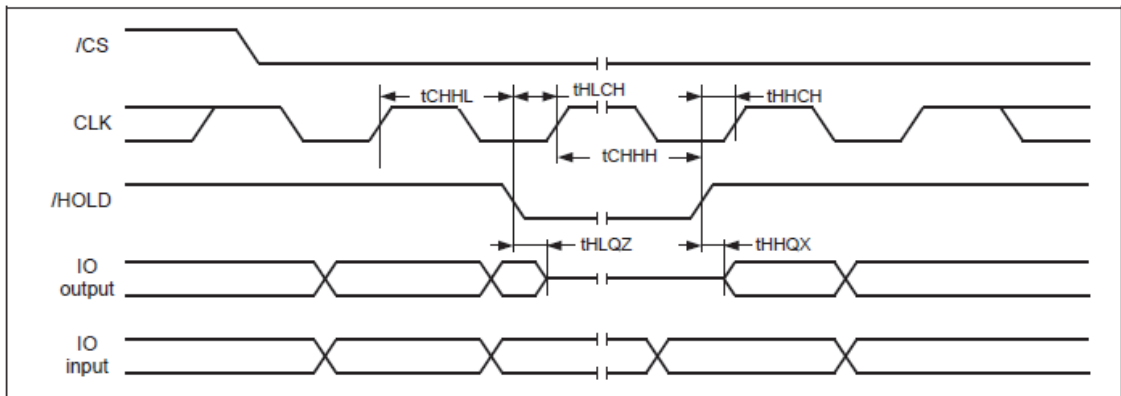 /CS
tCHHL
tHLCH
tHHCH
CLK
tCHHH
/HOLD
tHLQZ
tHHQX
IO
output
IO
input